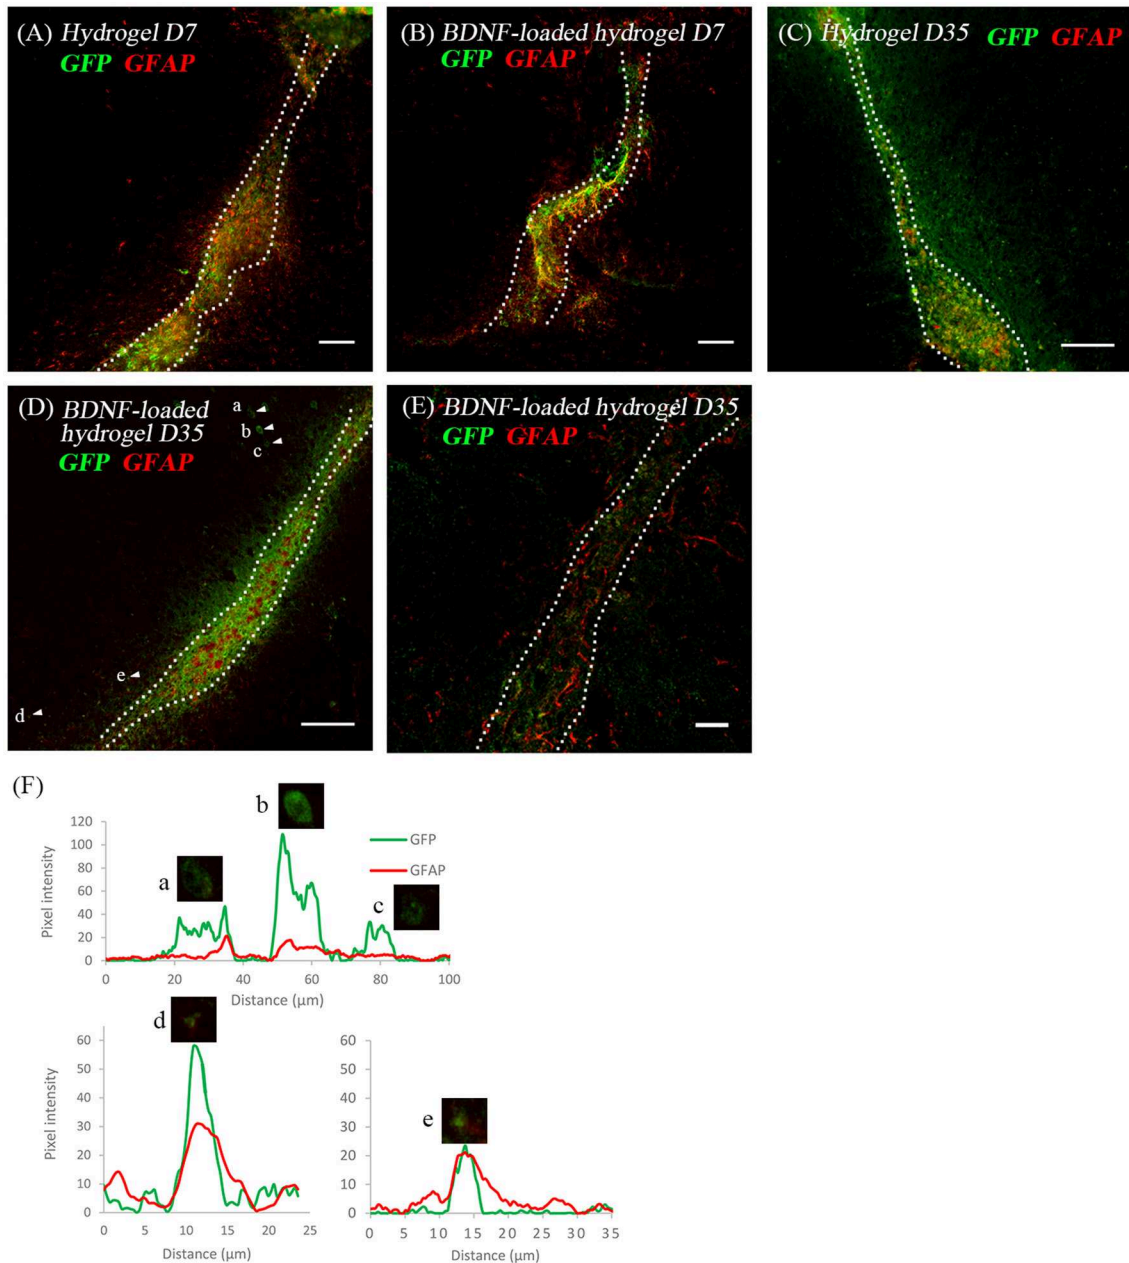 (A) Hydrogel D7
GFP GFAP
(B) BDNF-loaded hydrogel D7
GFP GFAP
(C) Hydrogel D35 GFP GFAP
(D) BDNF-loaded
hydrogel D35
GFP GFAP
a
b
c
e
d
(E) BDNF-loaded hydrogel D35
GFP GFAP
(F)
Pixel intensity
120
100
80
60
40
20
0
a
b
c
GFP
GFAP
0 20 40 60 80 100
Distance (µm)
d
Pixel intensity
60
50
40
30
20
10
0
0 5 10 15 20 25
Distance (µm)
e
60
50
40
30
20
10
0
0 5 10 15 20 25 30 35
Distance (µm)